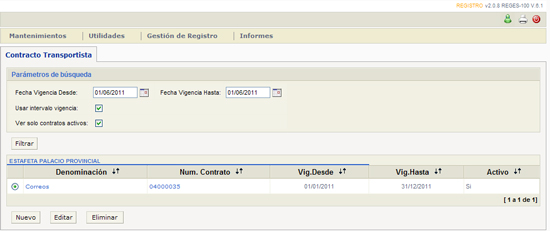 REGISTRO v2.0.8 REGES-100 V.5.1
Mantenimientos Utilidades Gestión de Registro Informes
Contracto Transportista
Parámetros de búsqueda
Fecha Vigencia Desde: 01/06/2011 Fecha Vigencia Hasta: 01/06/2011
Usar intervalo vigencia:
Ver solo contratos activos:
Filtrar
ESTAFETA PALACIO PROVINCIAL
Denominación Num. Contrato Vig.Desde Vig.Hasta Activo
Correos 04000035 01/01/2011 31/12/2011 Sí
[1 a 1 de 1]
Nuevo Editar Eliminar